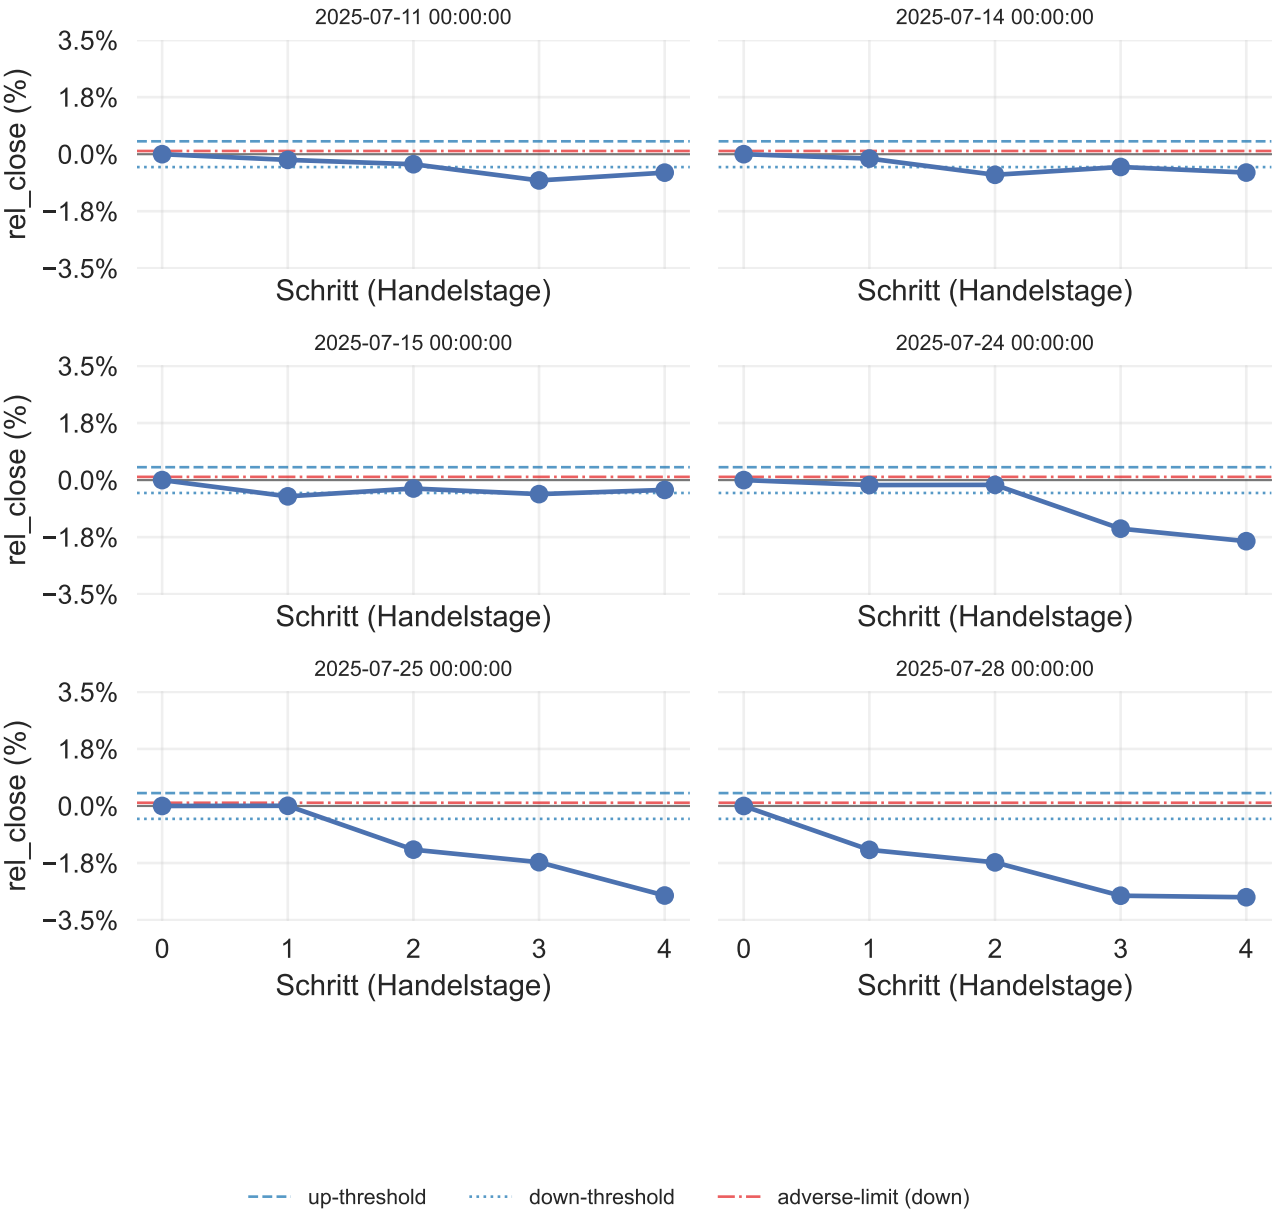 2025-07-11 00:00:00
2025-07-14 00:00:00
rel_close (%)
3.5%
1.8%
0.0%
−1.8%
−3.5%
Schritt (Handelstage)
Schritt (Handelstage)
2025-07-15 00:00:00
2025-07-24 00:00:00
rel_close (%)
3.5%
1.8%
0.0%
−1.8%
−3.5%
Schritt (Handelstage)
Schritt (Handelstage)
2025-07-25 00:00:00
2025-07-28 00:00:00
rel_close (%)
3.5%
1.8%
0.0%
−1.8%
−3.5%
0 1 2 3 4
0 1 2 3 4
Schritt (Handelstage)
Schritt (Handelstage)
up-threshold
down-threshold
adverse-limit (down)